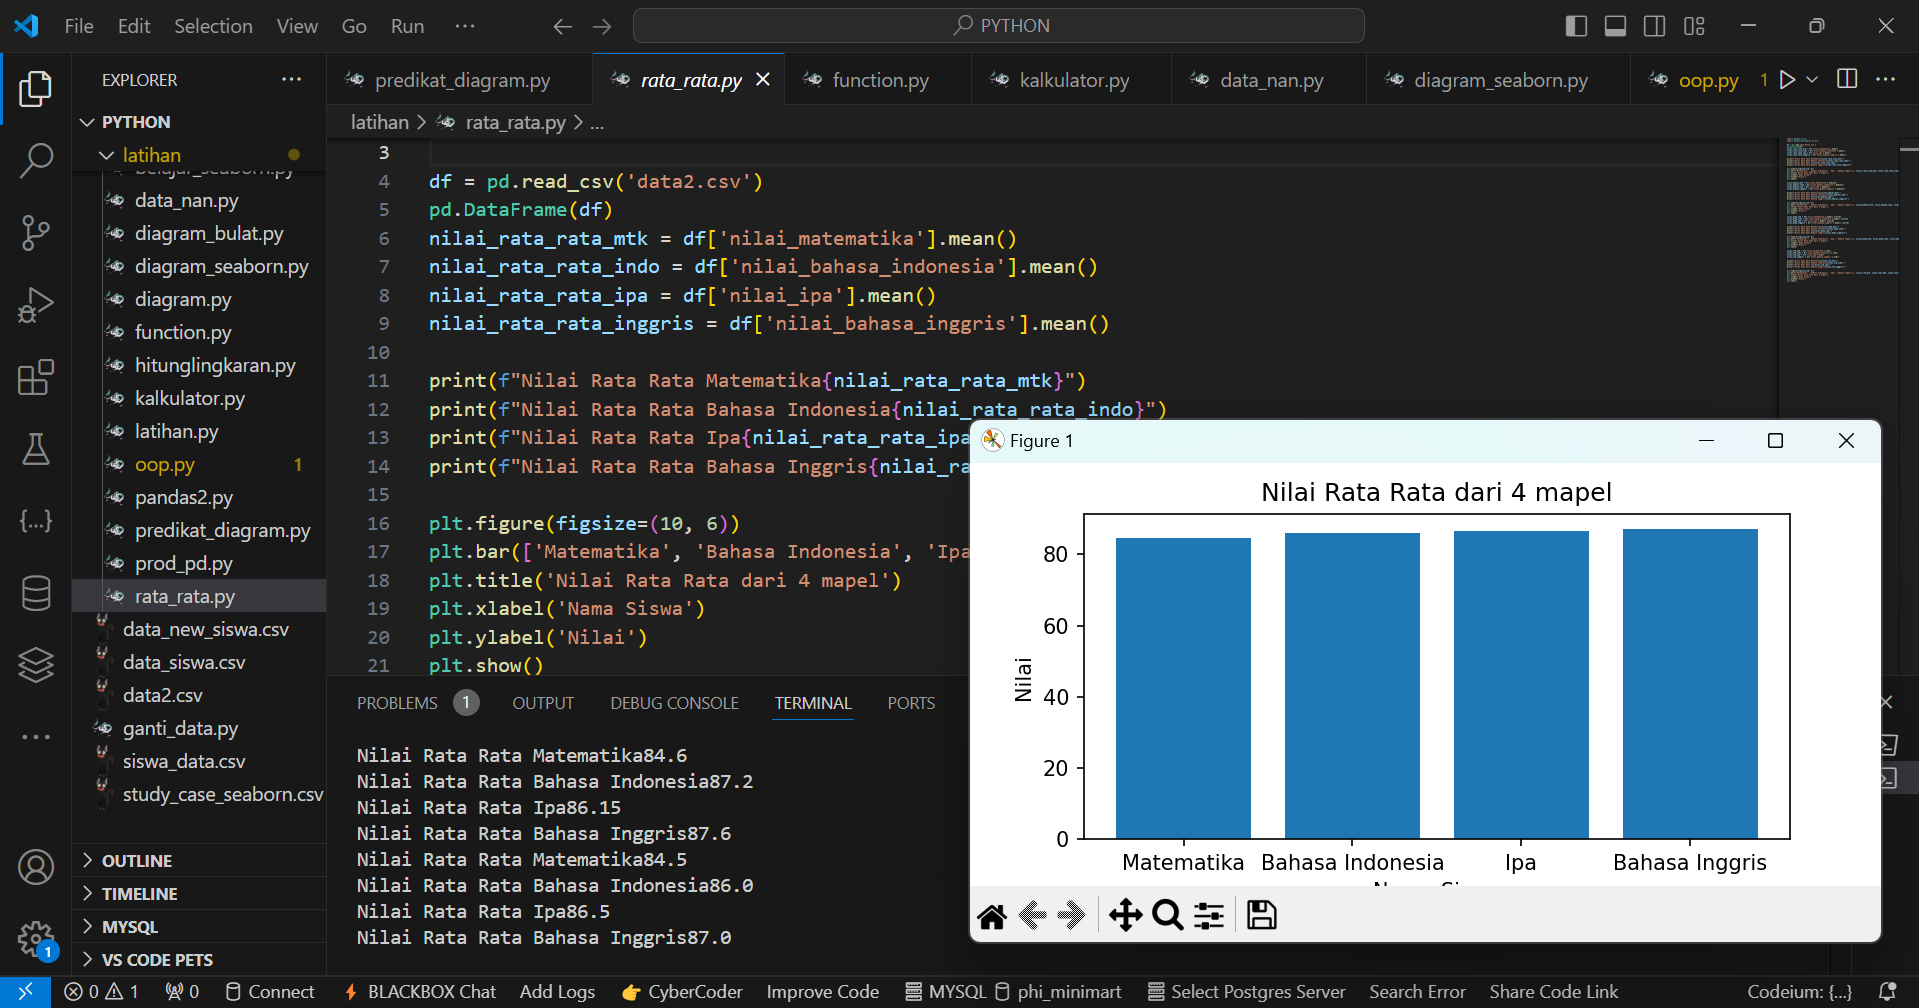 File Edit Selection View Go Run ··· PYTHON
EXPLORER ···
PYTHON
latihan
belajar_seaborn.py
data_nan.py
diagram_bulat.py
diagram_seaborn.py
diagram.py
function.py
hitunglingkaran.py
kalkulator.py
latihan.py
oop.py 1
pandas2.py
predikat_diagram.py
prod_pd.py
rata_rata.py
data_new_siswa.csv
data_siswa.csv
data2.csv
ganti_data.py
siswa_data.csv
study_case_seaborn.csv
OUTLINE
TIMELINE
MYSQL
VS CODE PETS
1
predikat_diagram.py rata_rata.py function.py kalkulator.py data_nan.py diagram_seaborn.py oop.py 1 ···
latihan > rata_rata.py > ...
3
4 df = pd.read_csv('data2.csv')
5 pd.DataFrame(df)
6 nilai_rata_rata_mtk = df['nilai_matematika'].mean()
7 nilai_rata_rata_indo = df['nilai_bahasa_indonesia'].mean()
8 nilai_rata_rata_ipa = df['nilai_ipa'].mean()
9 nilai_rata_rata_inggris = df['nilai_bahasa_inggris'].mean()
10
11 print(f"Nilai Rata Rata Matematika{nilai_rata_rata_mtk}")
12 print(f"Nilai Rata Rata Bahasa Indonesia{nilai_rata_rata_indo}")
13 print(f"Nilai Rata Rata Ipa{nilai_rata_rata_ipa
14 print(f"Nilai Rata Rata Bahasa Inggris{nilai_ra
15
16 plt.figure(figsize=(10, 6))
17 plt.bar(['Matematika', 'Bahasa Indonesia', 'Ipa
18 plt.title('Nilai Rata Rata dari 4 mapel')
19 plt.xlabel('Nama Siswa')
20 plt.ylabel('Nilai')
21 plt.show()
PROBLEMS 1 OUTPUT DEBUG CONSOLE TERMINAL PORTS
Nilai Rata Rata Matematika84.6
Nilai Rata Rata Bahasa Indonesia87.2
Nilai Rata Rata Ipa86.15
Nilai Rata Rata Bahasa Inggris87.6
Nilai Rata Rata Matematika84.5
Nilai Rata Rata Bahasa Indonesia86.0
Nilai Rata Rata Ipa86.5
Nilai Rata Rata Bahasa Inggris87.0
Figure 1
Nilai Rata Rata dari 4 mapel
80
60
40
20
0
Nilai
Matematika Bahasa Indonesia Ipa Bahasa Inggris
0 1 0 Connect BLACKBOX Chat Add Logs CyberCoder Improve Code MYSQL phi_minimart Select Postgres Server Search Error Share Code Link Codeium: {...}